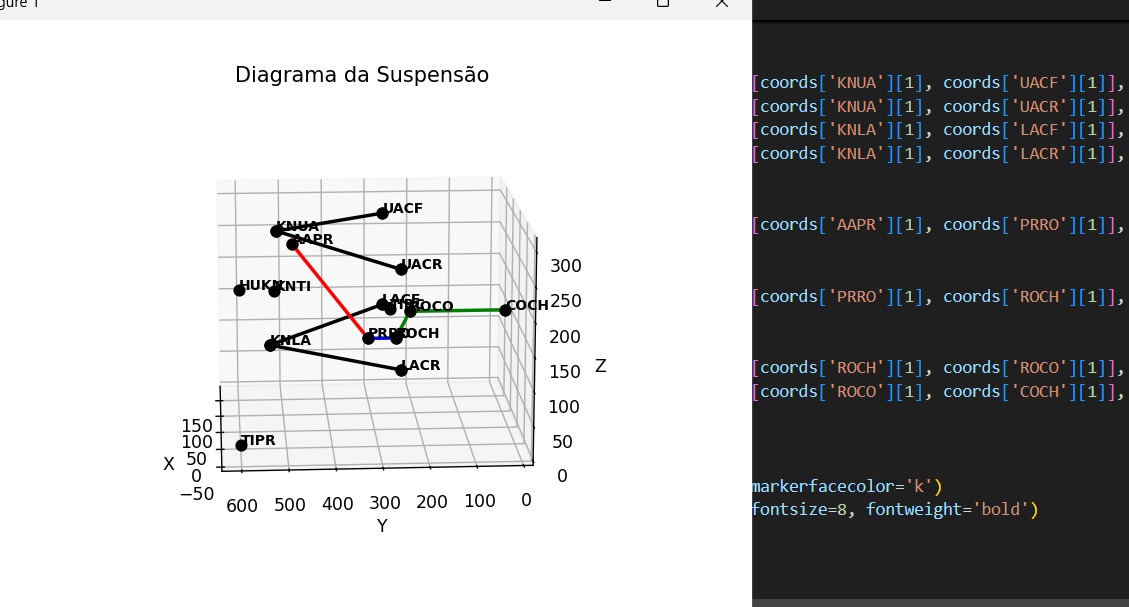 gure 1
Diagrama da Suspensão
UACF
KNUA
AAPR
UACR
HUKN
KNTI
LACF
ROCO
COCH
PRRO
ROCH
KNLA
LACR
TIPR
300
250
200
150
100
50
0
Z
150
100
50
0
−50
X
600 500 400 300 200 100 0
Y
[coords['KNUA'][1], coords['UACF'][1]],
[coords['KNUA'][1], coords['UACR'][1]],
[coords['KNLA'][1], coords['LACF'][1]],
[coords['KNLA'][1], coords['LACR'][1]],
[coords['AAPR'][1], coords['PRRO'][1]],
[coords['PRRO'][1], coords['ROCH'][1]],
[coords['ROCH'][1], coords['ROCO'][1]],
[coords['ROCO'][1], coords['COCH'][1]],
markerfacecolor='k')
fontsize=8, fontweight='bold')